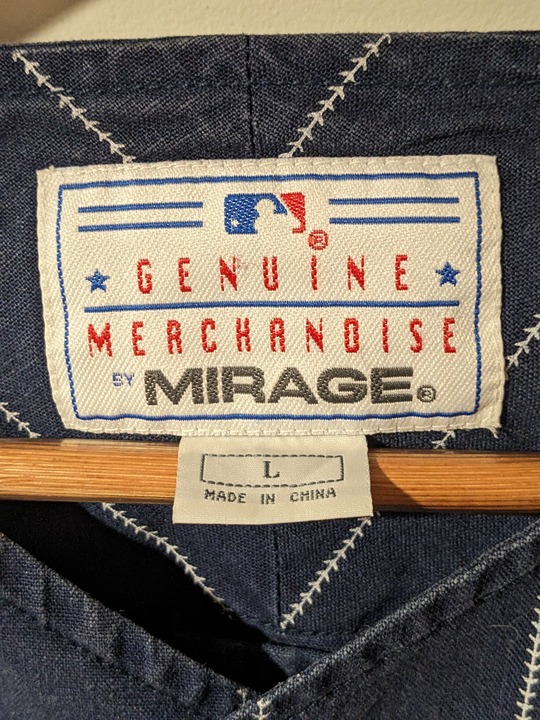 ®
GENUINE
MERCHANDISE
BY MIRAGE®
L
MADE IN CHINA